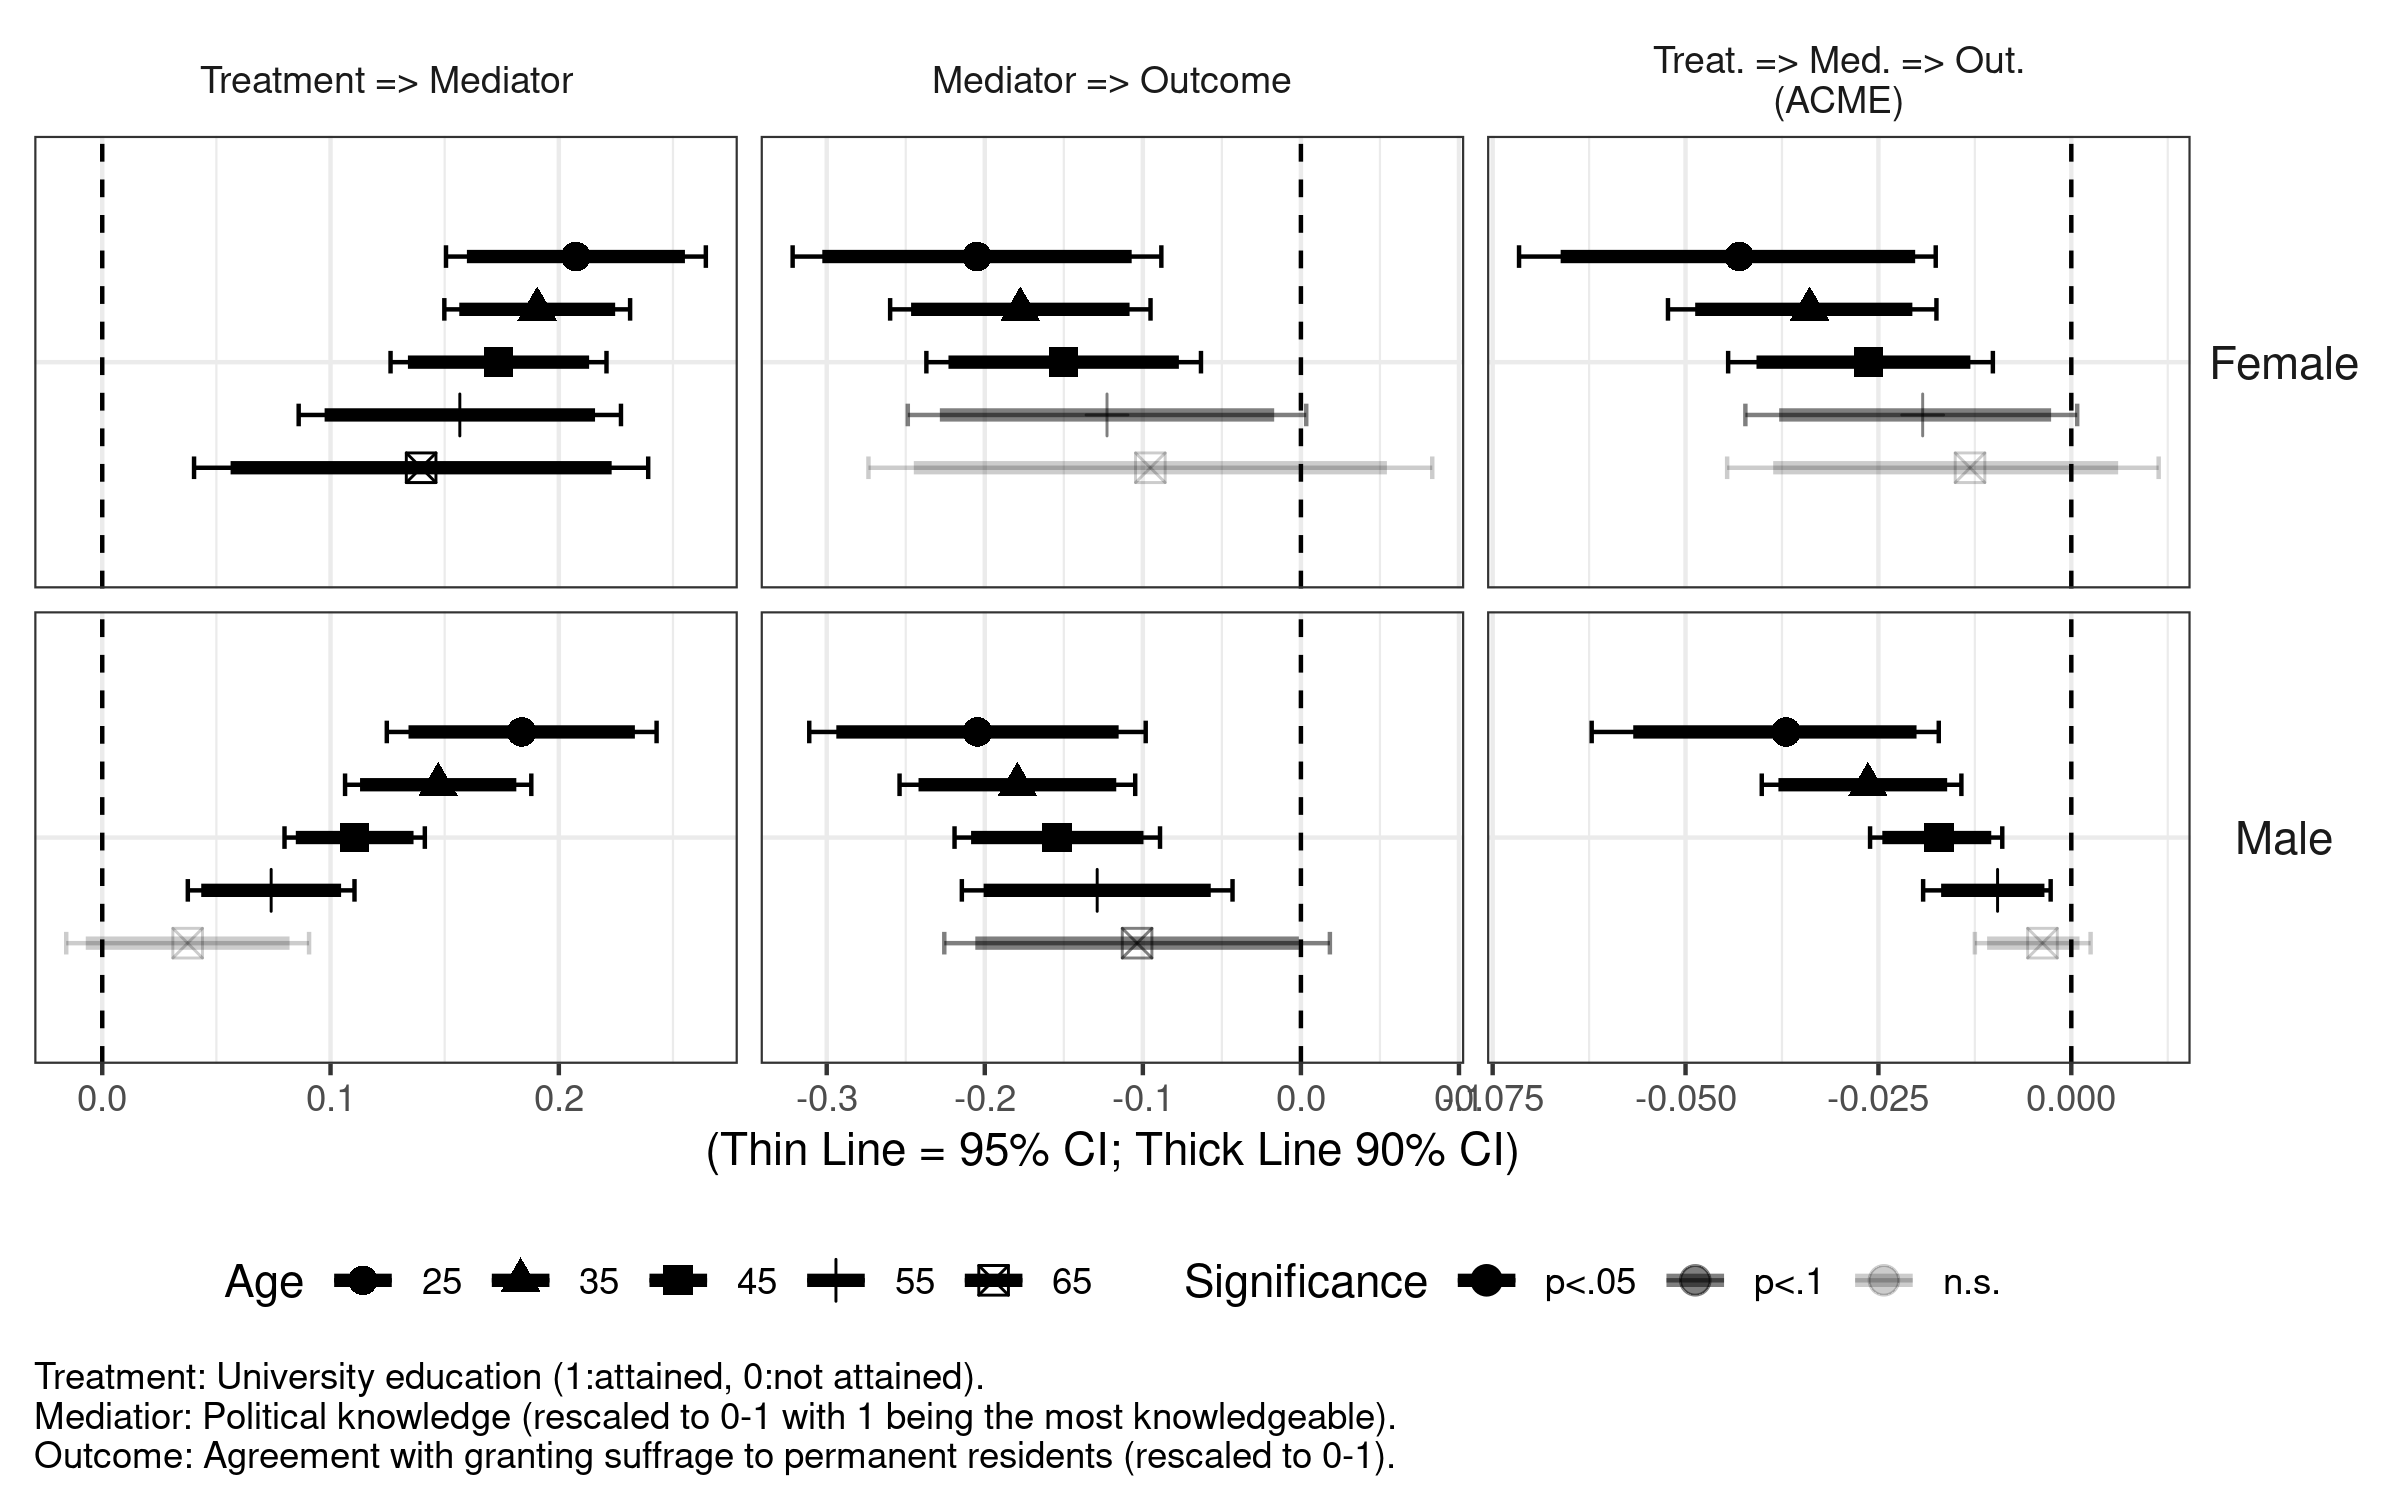 Treatment => Mediator
Mediator => Outcome
Treat. => Med. => Out.
(ACME)
Female
Male
0.0 0.1 0.2
-0.3 -0.2 -0.1 0.0 0.1
-0.075 -0.050 -0.025 0.000
(Thin Line = 95% CI; Thick Line 90% CI)
Age 25 35 45 55 65 Significance p<.05 p<.1 n.s.
Treatment: University education (1:attained, 0:not attained).
Mediatior: Political knowledge (rescaled to 0-1 with 1 being the most knowledgeable).
Outcome: Agreement with granting suffrage to permanent residents (rescaled to 0-1).